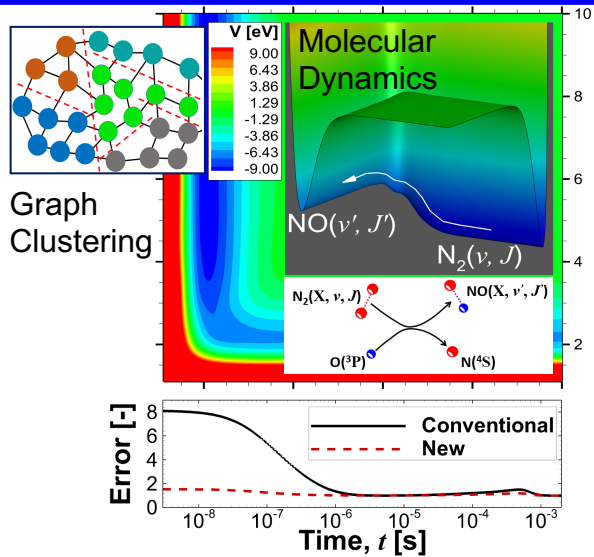 V [eV]
9.00
6.43
3.86
1.29
-1.29
-3.86
-6.43
-9.00
Molecular
Dynamics
10
8
6
4
2
Graph
Clustering
NO(v′, J′)
N₂(v, J)
N₂(X, v, J)
NO(X, v′, J′)
O(³P)
N(⁴S)
Error [-]
8
6
4
2
0
Conventional
New
10⁻⁸
10⁻⁷
10⁻⁶
10⁻⁵
10⁻⁴
10⁻³
Time, t [s]